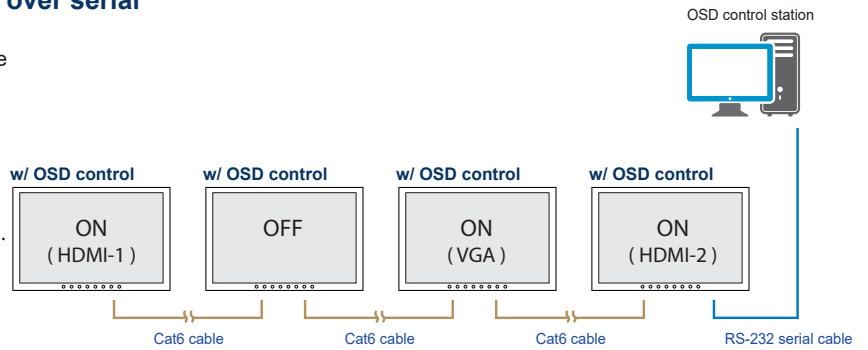 over serial
OSD control station
e
w/ OSD control w/ OSD control w/ OSD control w/ OSD control
ON OFF ON ON
( HDMI-1 ) ( VGA ) ( HDMI-2 )
.
Cat6 cable Cat6 cable Cat6 cable RS-232 serial cable